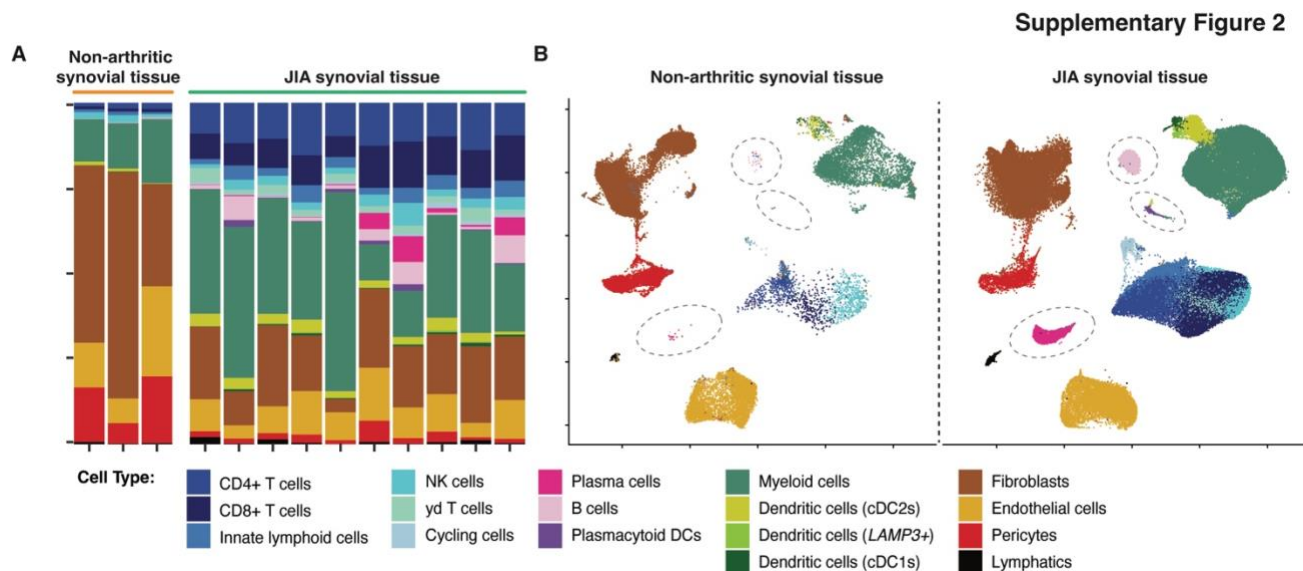 Supplementary Figure 2
A
Non-arthritic
synovial tissue
JIA synovial tissue
B
Non-arthritic synovial tissue
JIA synovial tissue
Cell Type:
CD4+ T cells
CD8+ T cells
Innate lymphoid cells
NK cells
yd T cells
Cycling cells
Plasma cells
B cells
Plasmacytoid DCs
Myeloid cells
Dendritic cells (cDC2s)
Dendritic cells (LAMP3+)
Dendritic cells (cDC1s)
Fibroblasts
Endothelial cells
Pericytes
Lymphatics